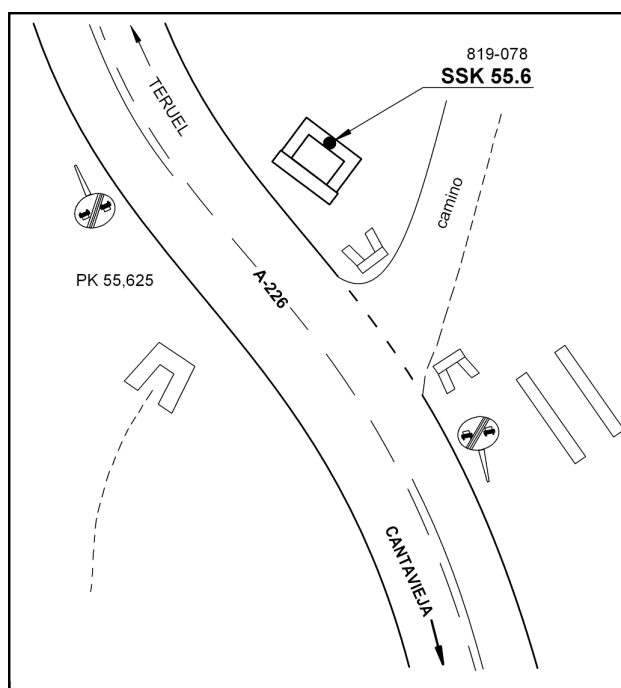 819-078
SSK 55.6
TERUEL
camino
PK 55,625
A-226
CANTAVIEJA